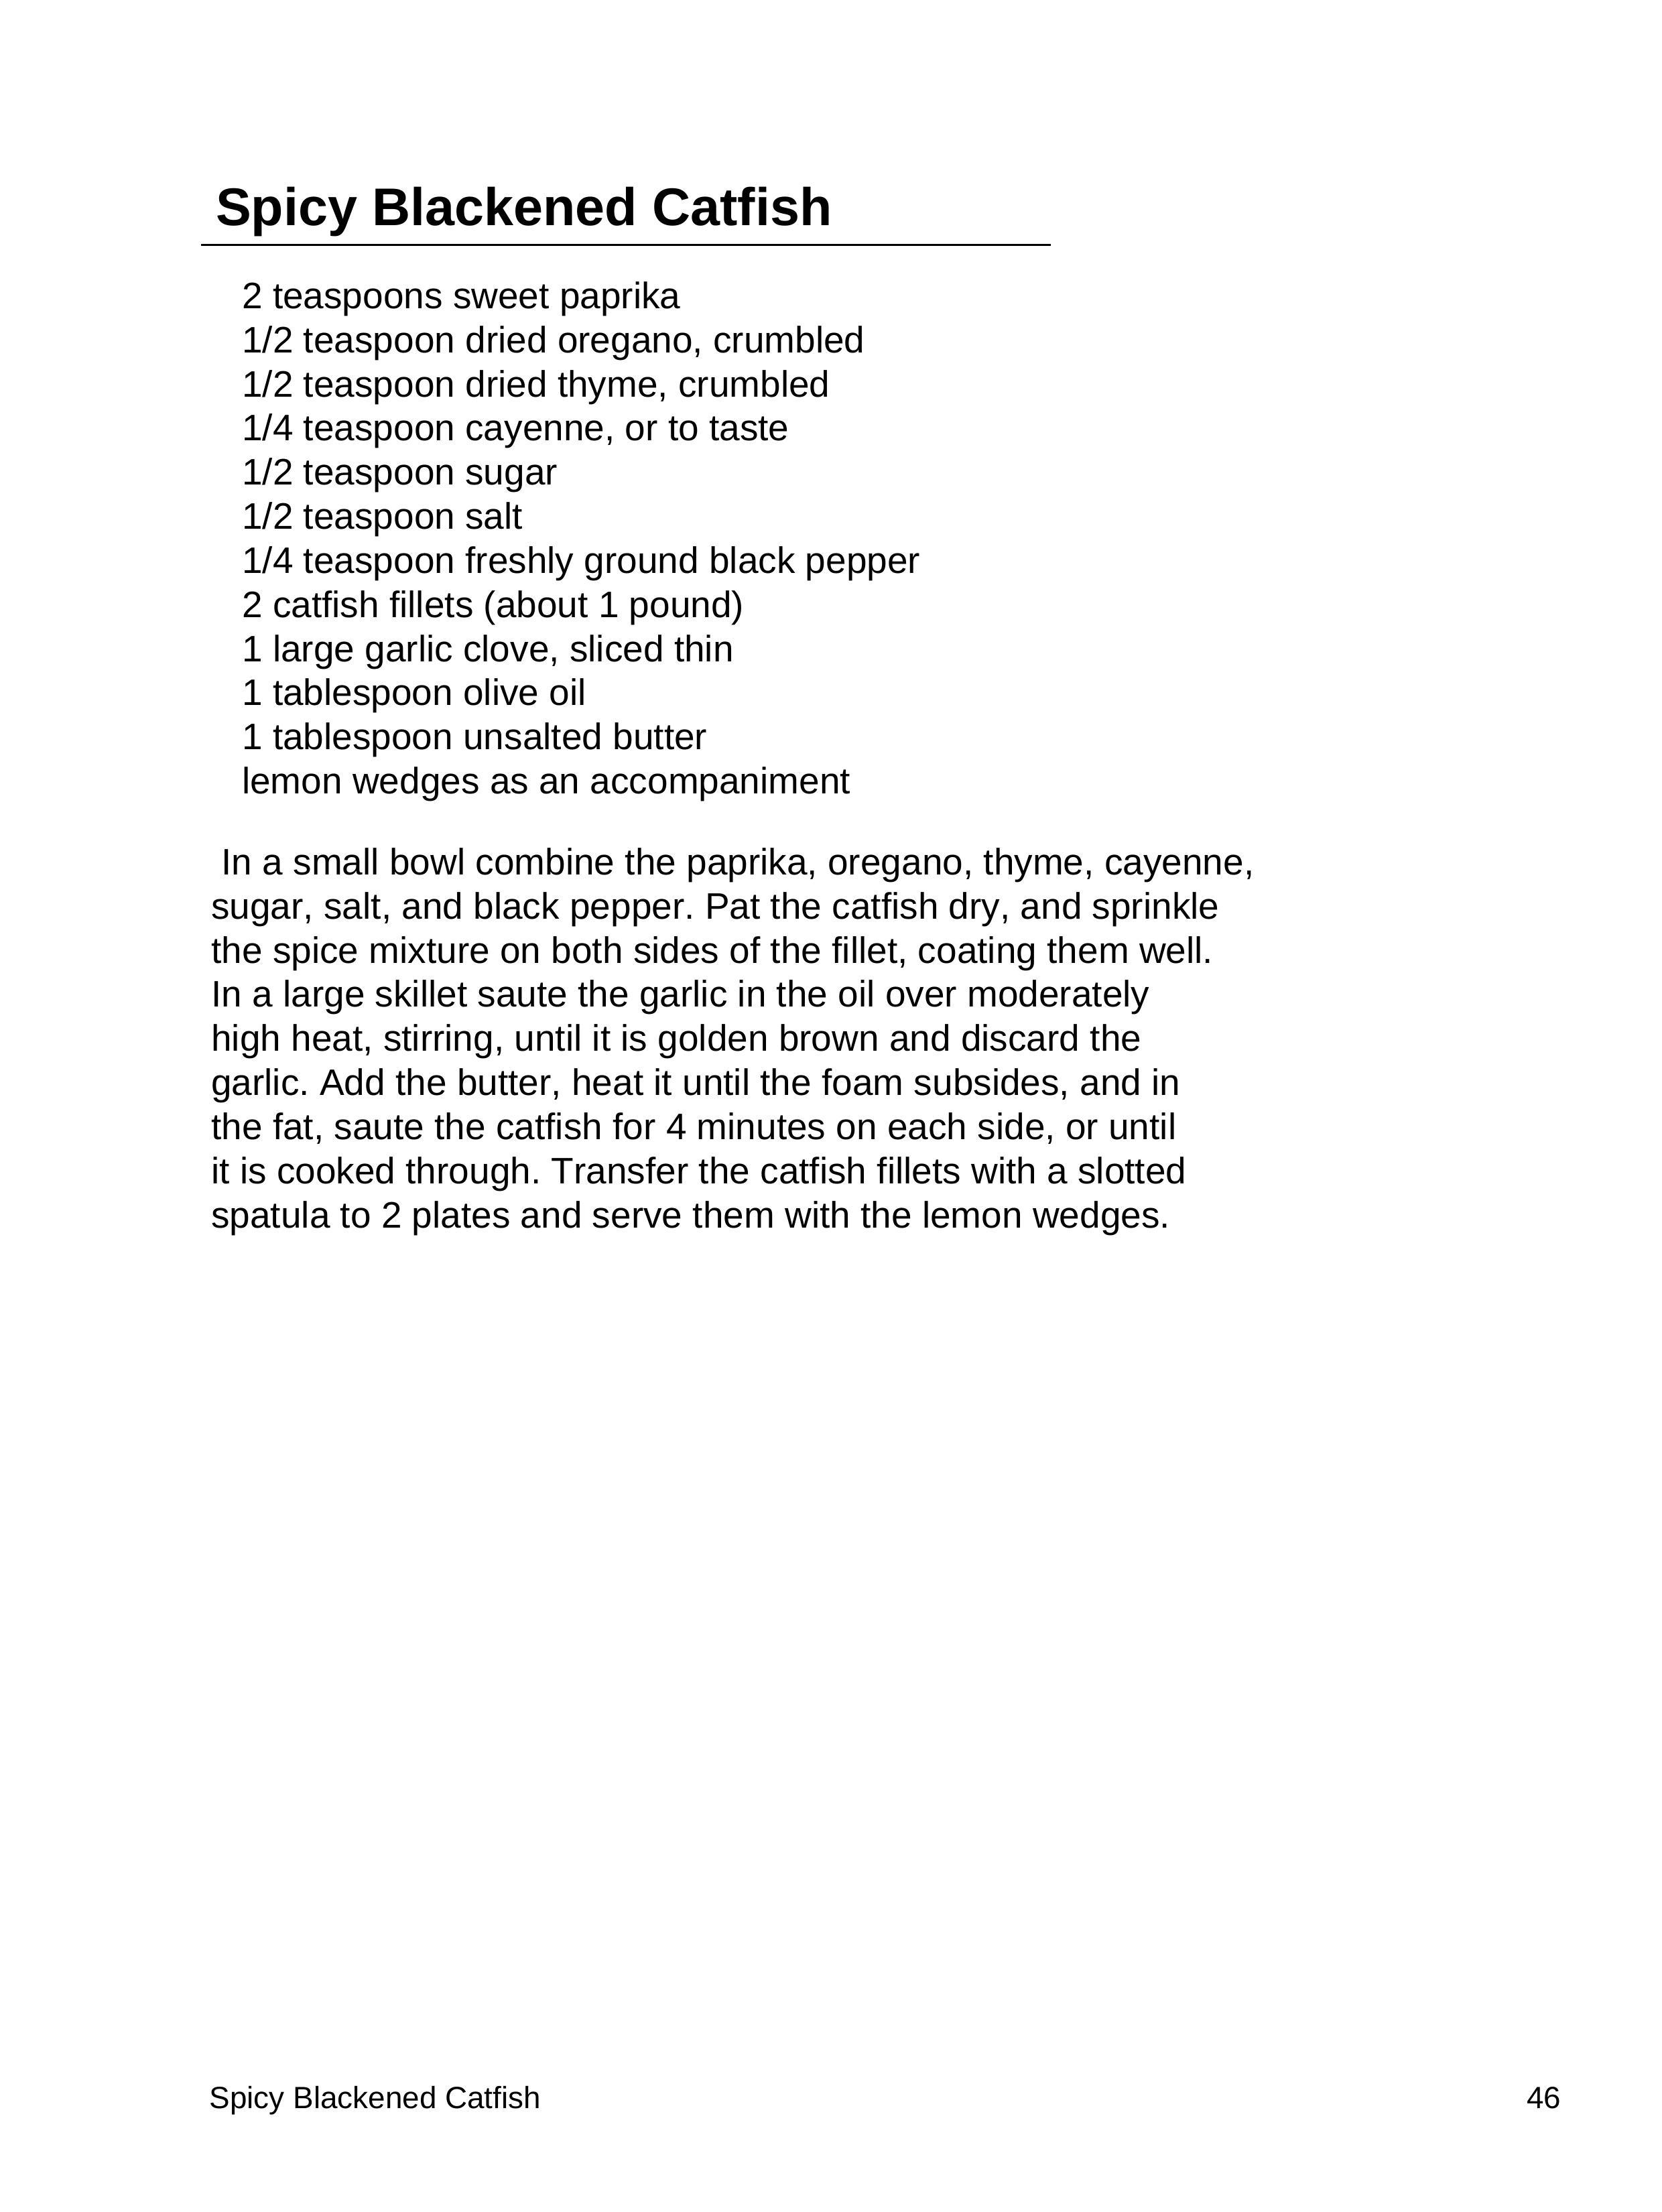 Spicy Blackened Catfish
2 teaspoons sweet paprika
1/2 teaspoon dried oregano, crumbled
1/2 teaspoon dried thyme, crumbled
1/4 teaspoon cayenne, or to taste
1/2 teaspoon sugar
1/2 teaspoon salt
1/4 teaspoon freshly ground black pepper
2 catfish fillets (about 1 pound)
1 large garlic clove, sliced thin
1 tablespoon olive oil
1 tablespoon unsalted butter
lemon wedges as an accompaniment
In a small bowl combine the paprika, oregano, thyme, cayenne,
sugar, salt, and black pepper. Pat the catfish dry, and sprinkle
the spice mixture on both sides of the fillet, coating them well.
In a large skillet saute the garlic in the oil over moderately
high heat, stirring, until it is golden brown and discard the
garlic. Add the butter, heat it until the foam subsides, and in
the fat, saute the catfish for 4 minutes on each side, or until
it is cooked through. Transfer the catfish fillets with a slotted
spatula to 2 plates and serve them with the lemon wedges.
Spicy Blackened Catfish 46